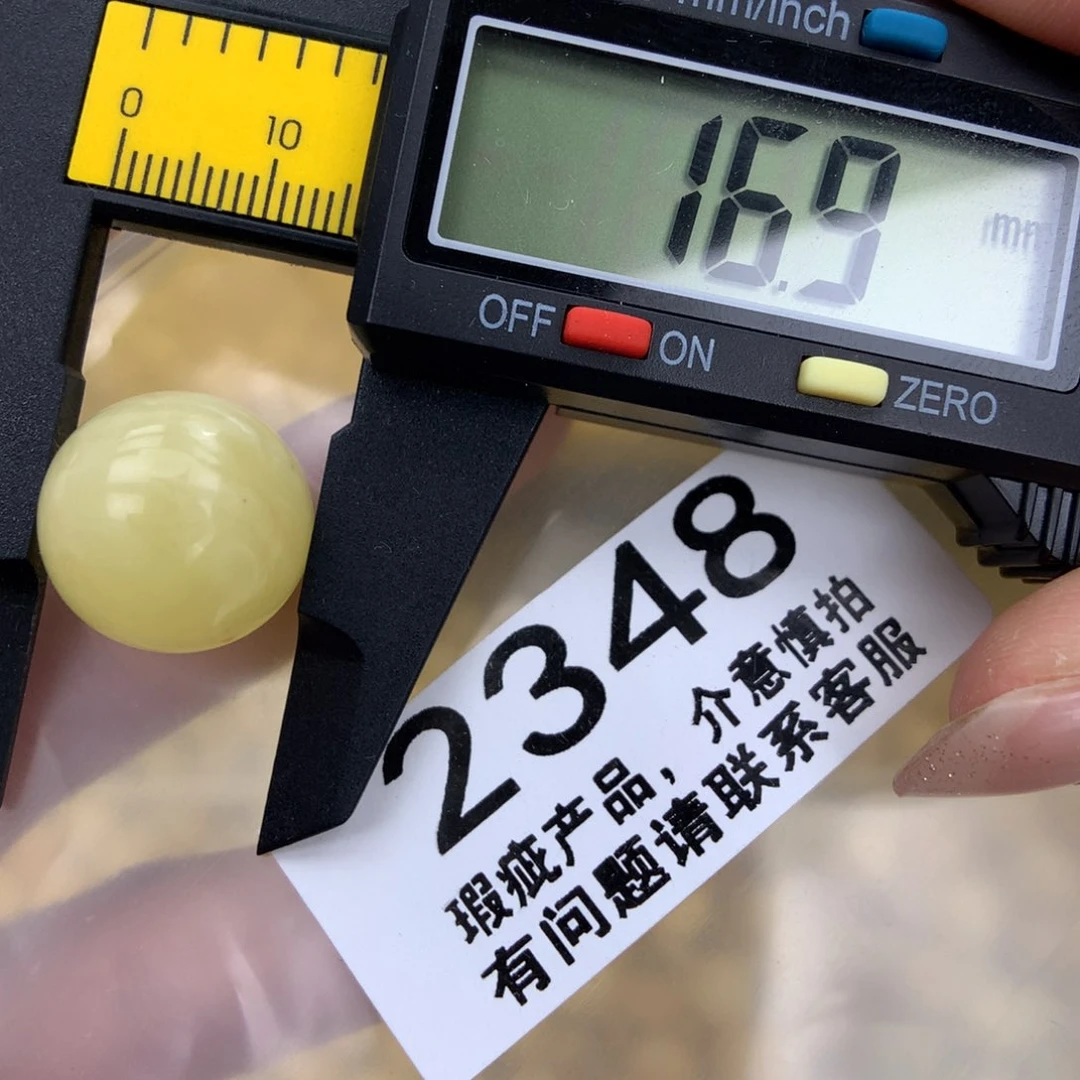 mm/inch
0
10
16.9
mm
OFF
ON
ZERO
2348
瑕疵产品，介意慎拍
有问题请联系客服